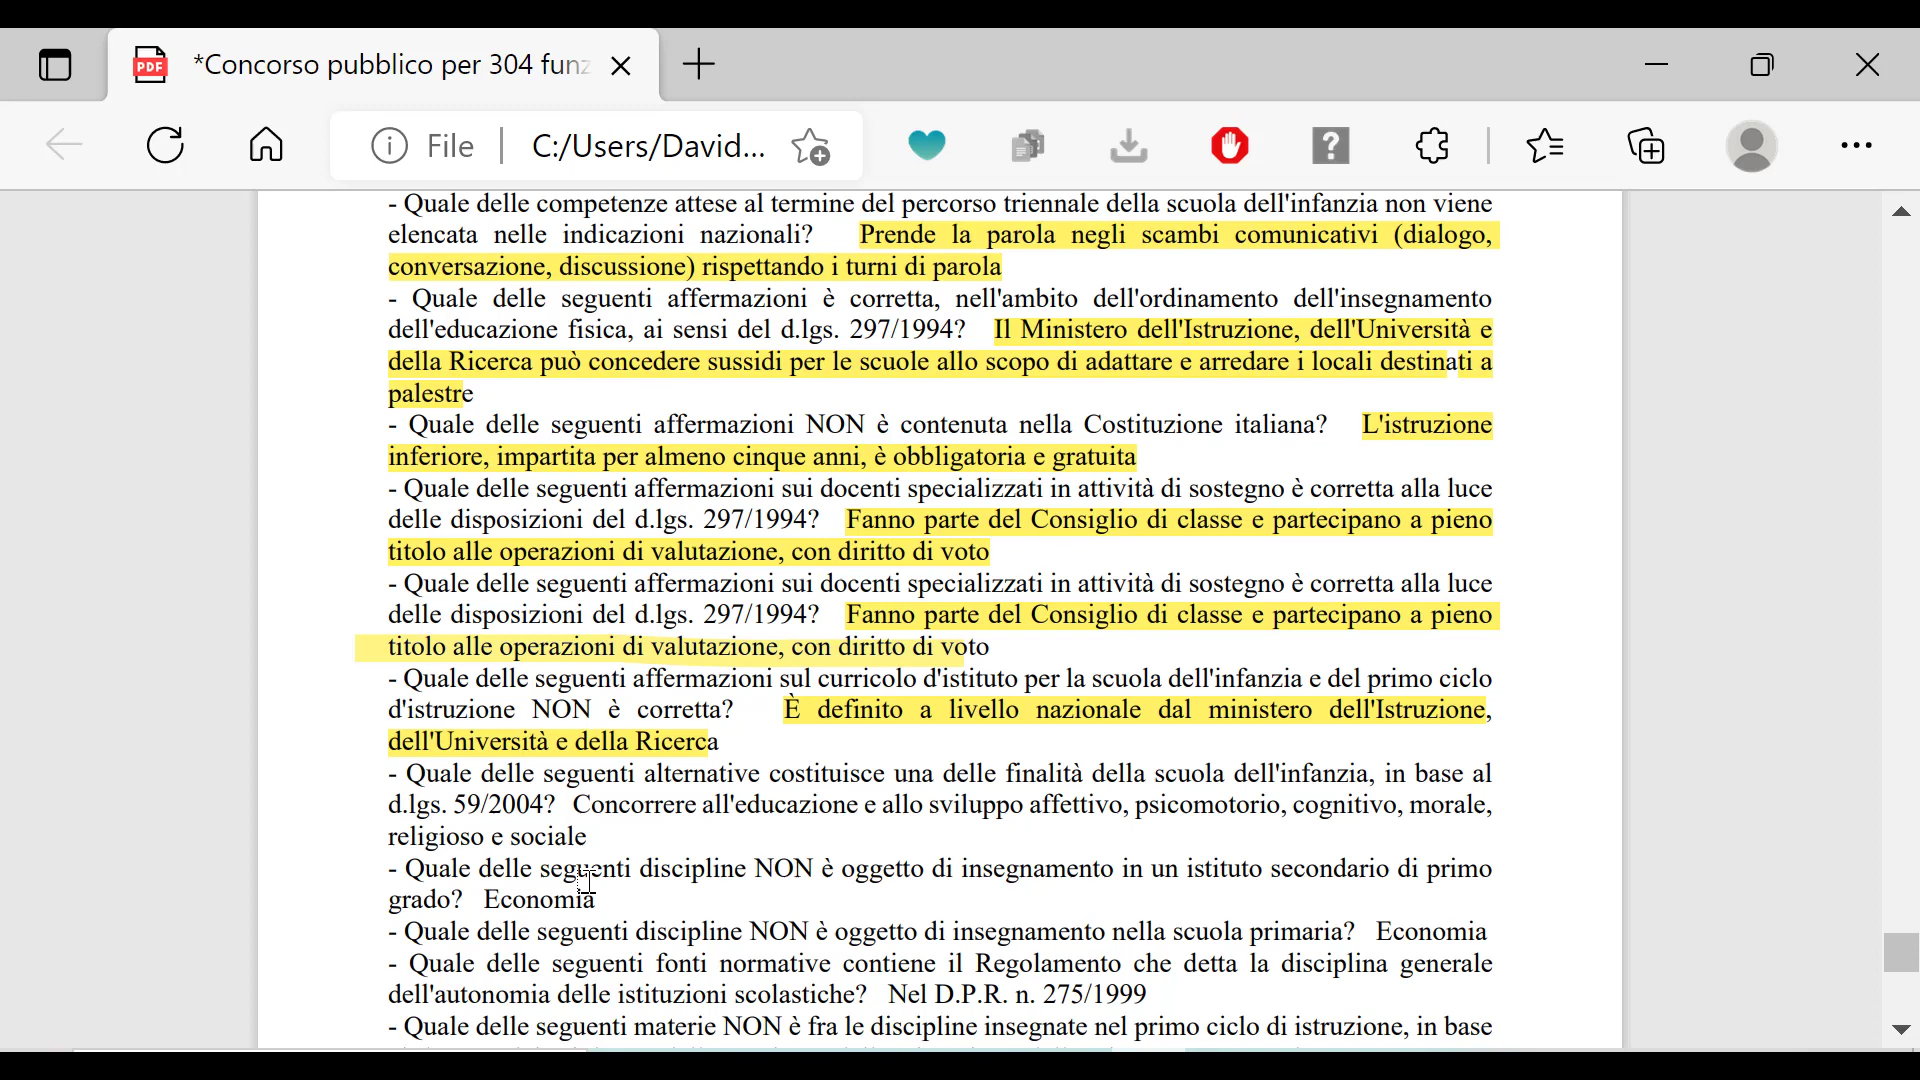 *Concorso pubblico per 304 funz
File
C:/Users/David...
- Quale delle competenze attese al termine del percorso triennale della scuola dell'infanzia non viene
elencata nelle indicazioni nazionali? Prende la parola negli scambi comunicativi (dialogo,
conversazione, discussione) rispettando i turni di parola
- Quale delle seguenti affermazioni è corretta, nell'ambito dell'ordinamento dell'insegnamento
dell'educazione fisica, ai sensi del d.lgs. 297/1994? Il Ministero dell'Istruzione, dell'Università e
della Ricerca può concedere sussidi per le scuole allo scopo di adattare e arredare i locali destinati a
palestre
- Quale delle seguenti affermazioni NON è contenuta nella Costituzione italiana? L'istruzione
inferiore, impartita per almeno cinque anni, è obbligatoria e gratuita
- Quale delle seguenti affermazioni sui docenti specializzati in attività di sostegno è corretta alla luce
delle disposizioni del d.lgs. 297/1994? Fanno parte del Consiglio di classe e partecipano a pieno
titolo alle operazioni di valutazione, con diritto di voto
- Quale delle seguenti affermazioni sui docenti specializzati in attività di sostegno è corretta alla luce
delle disposizioni del d.lgs. 297/1994? Fanno parte del Consiglio di classe e partecipano a pieno
titolo alle operazioni di valutazione, con diritto di voto
- Quale delle seguenti affermazioni sul curricolo d'istituto per la scuola dell'infanzia e del primo ciclo
d'istruzione NON è corretta? È definito a livello nazionale dal ministero dell'Istruzione,
dell'Università e della Ricerca
- Quale delle seguenti alternative costituisce una delle finalità della scuola dell'infanzia, in base al
d.lgs. 59/2004? Concorrere all'educazione e allo sviluppo affettivo, psicomotorio, cognitivo, morale,
religioso e sociale
- Quale delle seguenti discipline NON è oggetto di insegnamento in un istituto secondario di primo
grado? Economia
- Quale delle seguenti discipline NON è oggetto di insegnamento nella scuola primaria? Economia
- Quale delle seguenti fonti normative contiene il Regolamento che detta la disciplina generale
dell'autonomia delle istituzioni scolastiche? Nel D.P.R. n. 275/1999
- Quale delle seguenti materie NON è fra le discipline insegnate nel primo ciclo di istruzione, in base